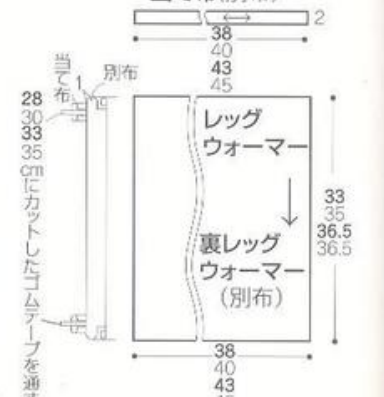 2
38
40
43
45
当て布
1
別布
28
30
33
35
cmにカットしたゴムテープを通す
レッグ
ウォーマー
裏レッグ
ウォーマー
(別布)
33
35
36.5
36.5
38
40
43